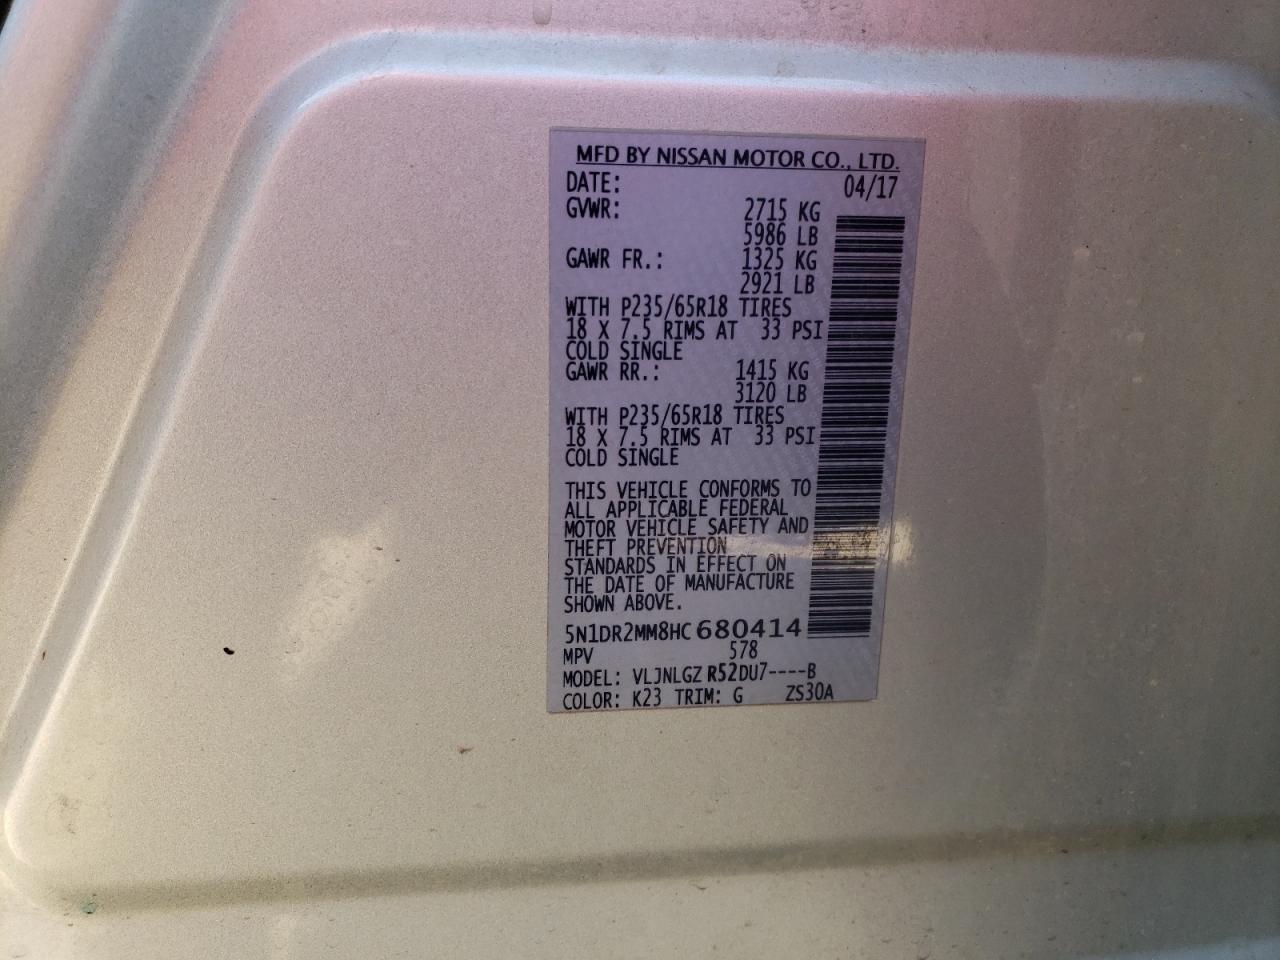 MFD BY NISSAN MOTOR CO., LTD.
DATE: 04/17
GVWR: 2715 KG
5986 LB
GAWR FR.: 1325 KG
2921 LB
WITH P235/65R18 TIRES
18 X 7.5 RIMS AT 33 PSI
COLD SINGLE
GAWR RR.: 1415 KG
3120 LB
WITH P235/65R18 TIRES
18 X 7.5 RIMS AT 33 PSI
COLD SINGLE
THIS VEHICLE CONFORMS TO
ALL APPLICABLE FEDERAL
MOTOR VEHICLE SAFETY AND
THEFT PREVENTION
STANDARDS IN EFFECT ON
THE DATE OF MANUFACTURE
SHOWN ABOVE.
5N1DR2MM8HC680414
MPV 578
MODEL: VLJNLGZ R52DU7----B
COLOR: K23 TRIM: G ZS30A